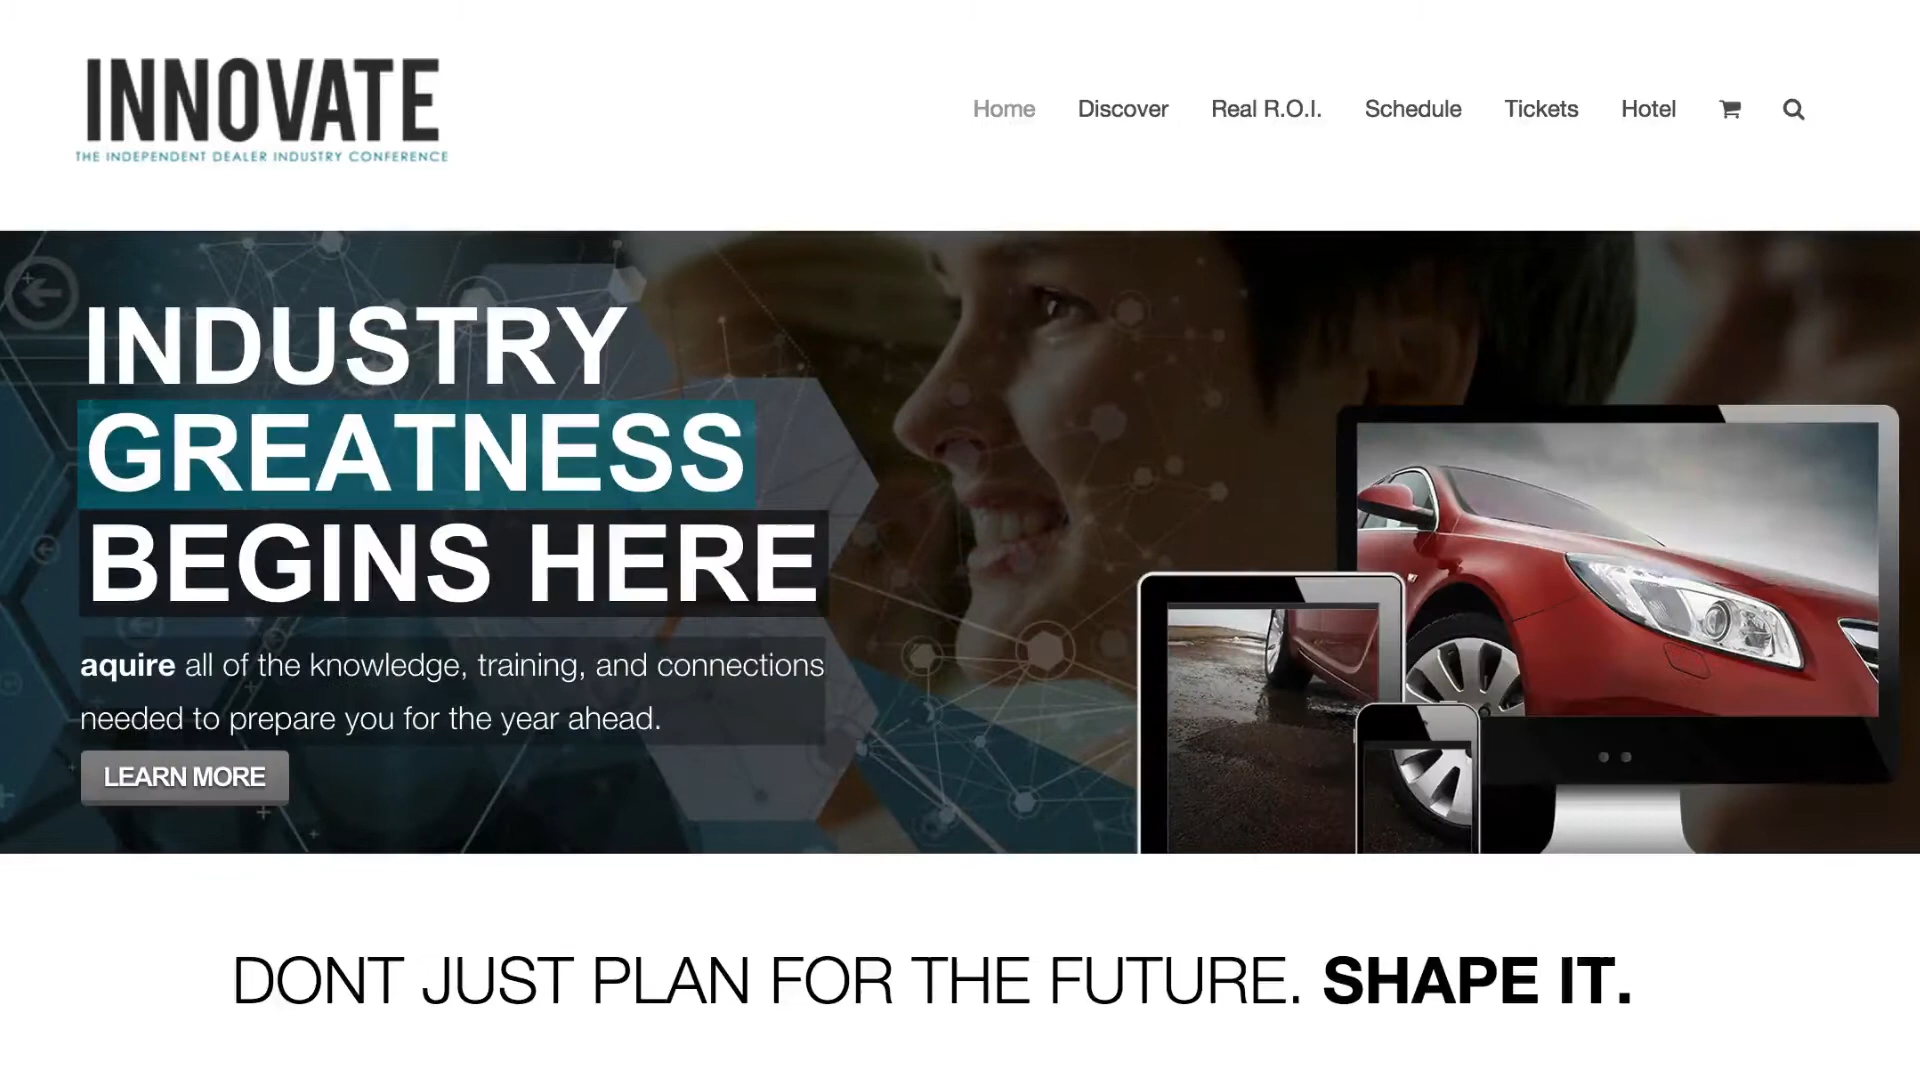 INNOVATE
THE INDEPENDENT DEALER INDUSTRY CONFERENCE
Home Discover Real R.O.I. Schedule Tickets Hotel
INDUSTRY
GREATNESS
BEGINS HERE
aquire all of the knowledge, training, and connections
needed to prepare you for the year ahead.
LEARN MORE
DONT JUST PLAN FOR THE FUTURE. SHAPE IT.